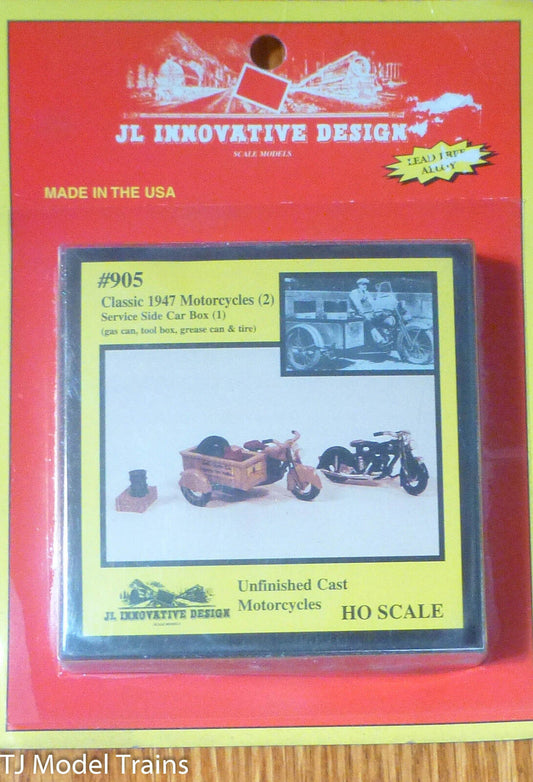 JL INNOVATIVE DESIGN
SCALE MODELS
LEAD FREE
ALLOY
MADE IN THE USA
#905
Classic 1947 Motorcycles (2)
Service Side Car Box (1)
(gas can, tool box, grease can & tire)
JL INNOVATIVE DESIGN
SCALE MODELS
Unfinished Cast
Motorcycles
HO SCALE
TJ Model Trains